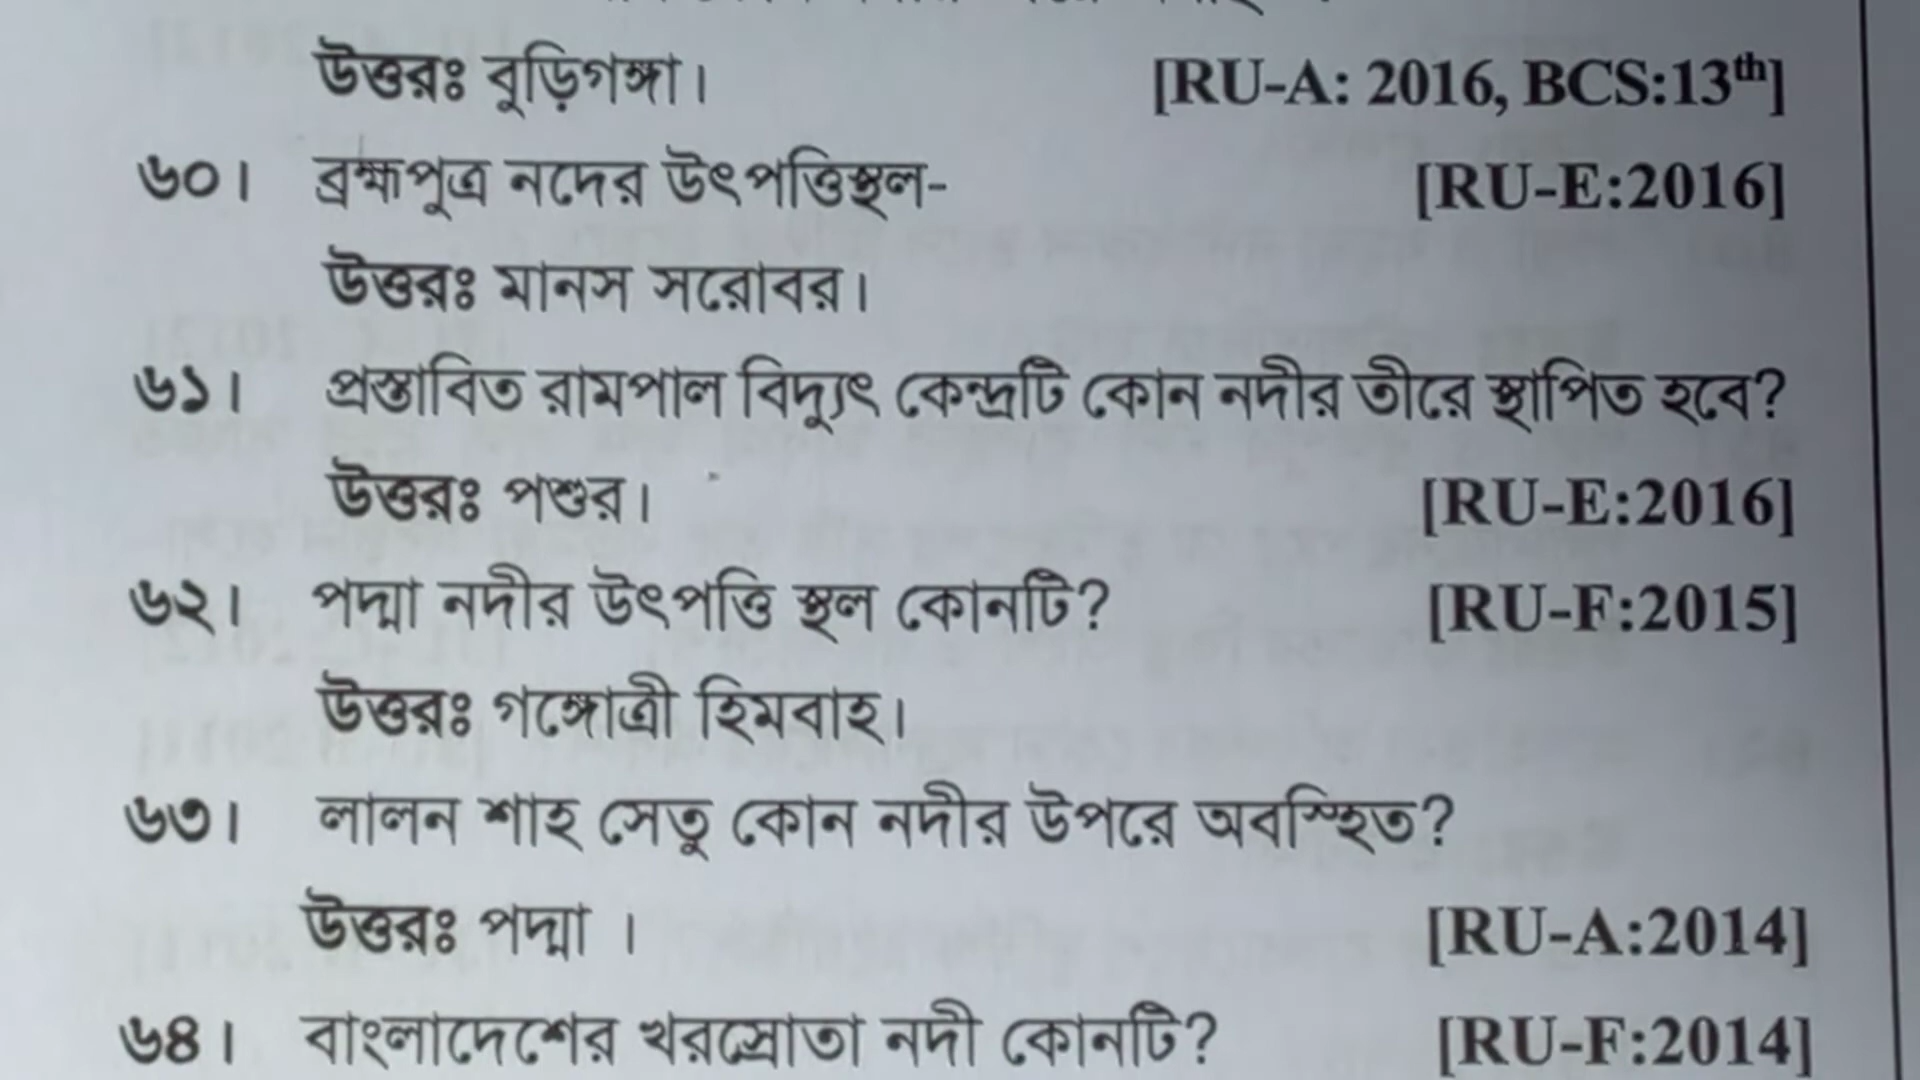 উত্তরঃ বুড়িগঙ্গা। [RU-A: 2016, BCS:13th]
৬০। ব্রহ্মপুত্র নদের উৎপত্তিস্থল- [RU-E:2016]
উত্তরঃ মানস সরোবর।
৬১। প্রস্তাবিত রামপাল বিদ্যুৎ কেন্দ্রটি কোন নদীর তীরে স্থাপিত হবে?
উত্তরঃ পশুর। [RU-E:2016]
৬২। পদ্মা নদীর উৎপত্তি স্থল কোনটি? [RU-F:2015]
উত্তরঃ গঙ্গোত্রী হিমবাহ।
৬৩। লালন শাহ সেতু কোন নদীর উপরে অবস্হিত?
উত্তরঃ পদ্মা । [RU-A:2014]
৬৪। বাংলাদেশের খরস্রোতা নদী কোনটি? [RU-F:2014]